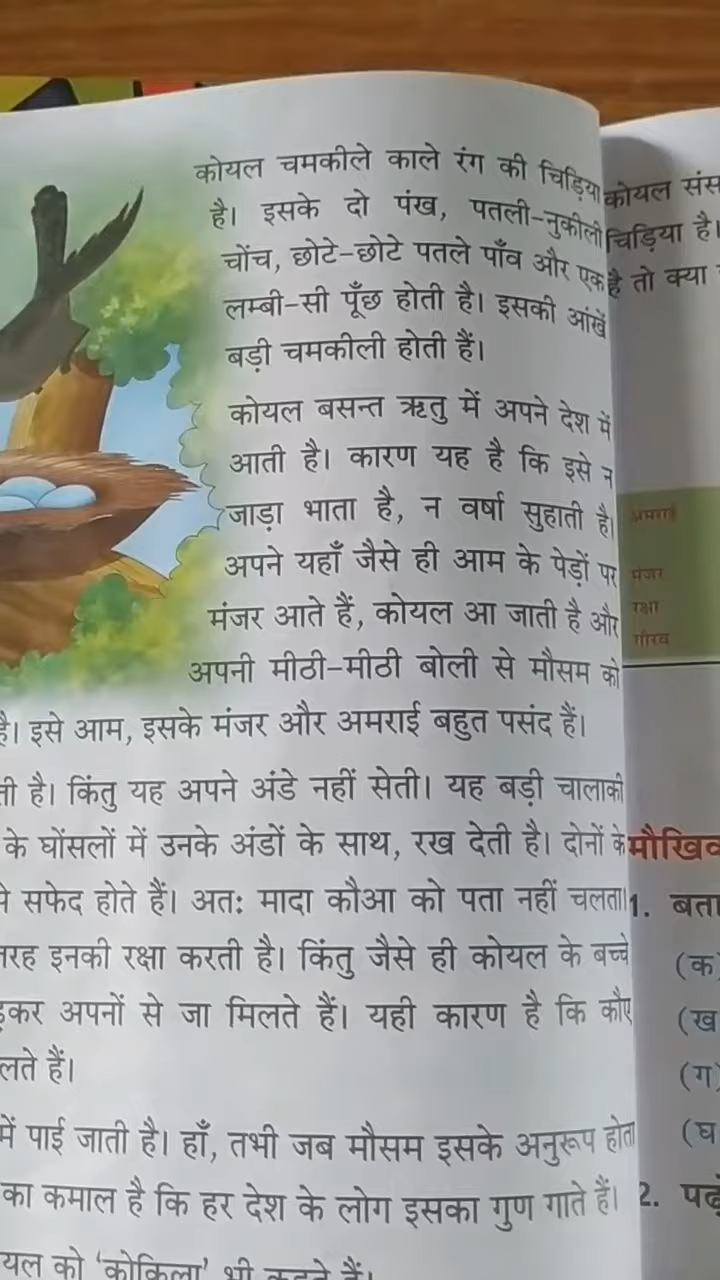 कोयल चमकीले काले रंग की चिड़िया
है। इसके दो पंख, पतली-नुकीली
चोंच, छोटे-छोटे पतले पाँव और एक
लम्बी-सी पूँछ होती है। इसकी आंखें
बड़ी चमकीली होती हैं।
कोयल बसन्त ऋतु में अपने देश में
आती है। कारण यह है कि इसे न
जाड़ा भाता है, न वर्षा सुहाती है।
अपने यहाँ जैसे ही आम के पेड़ों पर
मंजर आते हैं, कोयल आ जाती है और
अपनी मीठी-मीठी बोली से मौसम को
है। इसे आम, इसके मंजर और अमराई बहुत पसंद हैं।
ती है। किंतु यह अपने अंडे नहीं सेती। यह बड़ी चालाकी
के घोंसलों में उनके अंडों के साथ, रख देती है। दोनों के
सफेद होते हैं। अतः मादा कौआ को पता नहीं चलता।
तरह इनकी रक्षा करती है। किंतु जैसे ही कोयल के बच्चे
कर अपनों से जा मिलते हैं। यही कारण है कि कौए
लते हैं।
में पाई जाती है। हाँ, तभी जब मौसम इसके अनुरूप होता
का कमाल है कि हर देश के लोग इसका गुण गाते हैं।
यल को 'कोकिला' भी कहते हैं।
कोयल संस
चिड़िया है।
है तो क्या
अमराई
मंजर
रक्षा
गौरव
मौखिक
1. बता
(क)
(ख
(ग)
(घ
2. पढ़